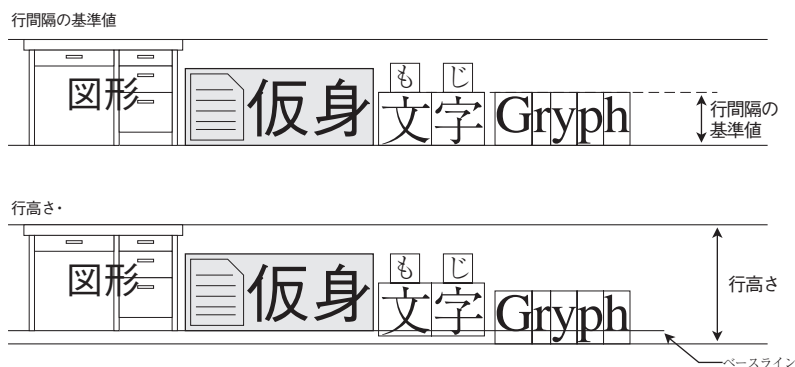 行間隔の基準値
図形
仮身
もじ
文字
Gryph
行間隔の
基準値
行高さ・
図形
仮身
もじ
文字
Gryph
行高さ
ベースライン